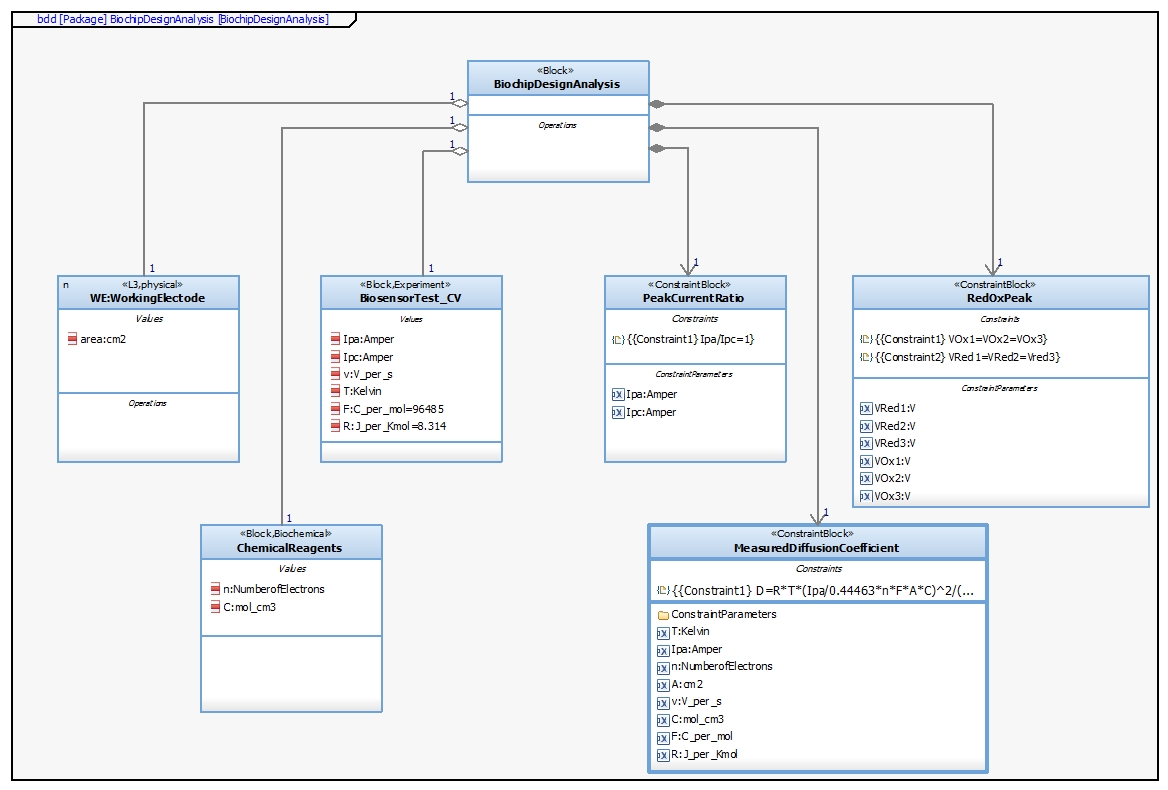 bdd [Package] BiochipDesignAnalysis [BiochipDesignAnalysis]
«Block»
BiochipDesignAnalysis
Operations
1
1
1
1
n
«L3,physical»
WE:WorkingElectode
Values
area:cm2
Operations
1
«Block,Experiment»
BiosensorTest_CV
Values
Ipa:Amper
Ipc:Amper
v:V_per_s
T:Kelvin
F:C_per_mol=96485
R:J_per_Kmol=8.314
1
«ConstraintBlock»
PeakCurrentRatio
Constraints
{{Constraint1} Ipa/Ipc=1}
ConstraintParameters
Ipa:Amper
Ipc:Amper
1
«ConstraintBlock»
RedOxPeak
Constraints
{{Constraint1} VOx1=VOx2=VOx3}
{{Constraint2} VRed1=VRed2=Vred3}
ConstraintParameters
VRed1:V
VRed2:V
VRed3:V
VOx1:V
VOx2:V
VOx3:V
1
«Block,Biochemical»
ChemicalReagents
Values
n:NumberofElectrons
C:mol_cm3
1
«ConstraintBlock»
MeasuredDiffusionCoefficient
Constraints
{{Constraint1} D=R*T*(Ipa/0.44463*n*F*A*C)^2/(...
ConstraintParameters
T:Kelvin
Ipa:Amper
n:NumberofElectrons
A:cm2
v:V_per_s
C:mol_cm3
F:C_per_mol
R:J_per_Kmol